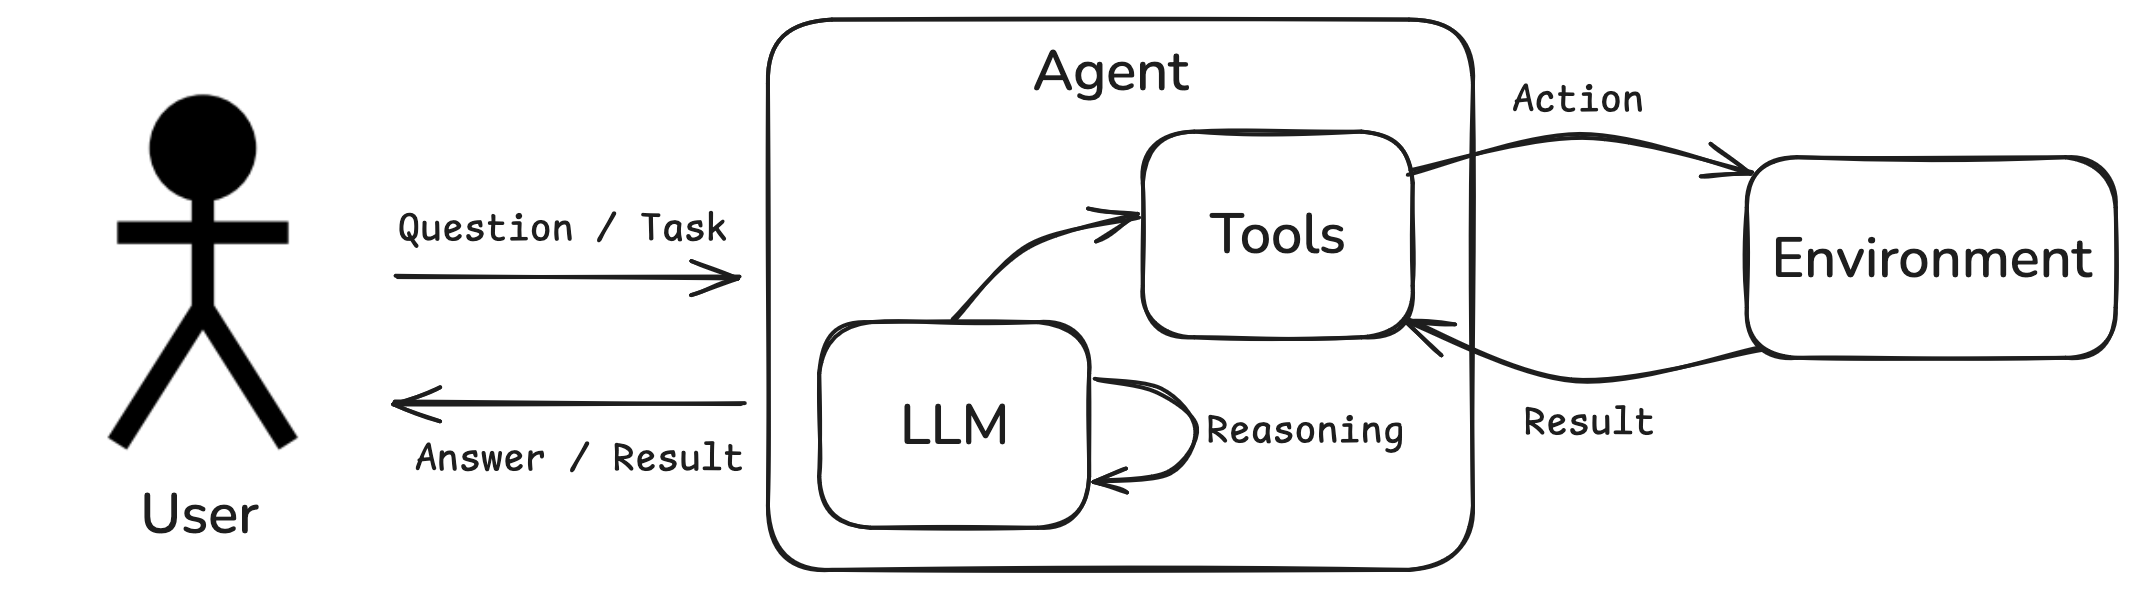 Agent
Action
Question / Task
Tools
Environment
LLM
Reasoning
Result
Answer / Result
User